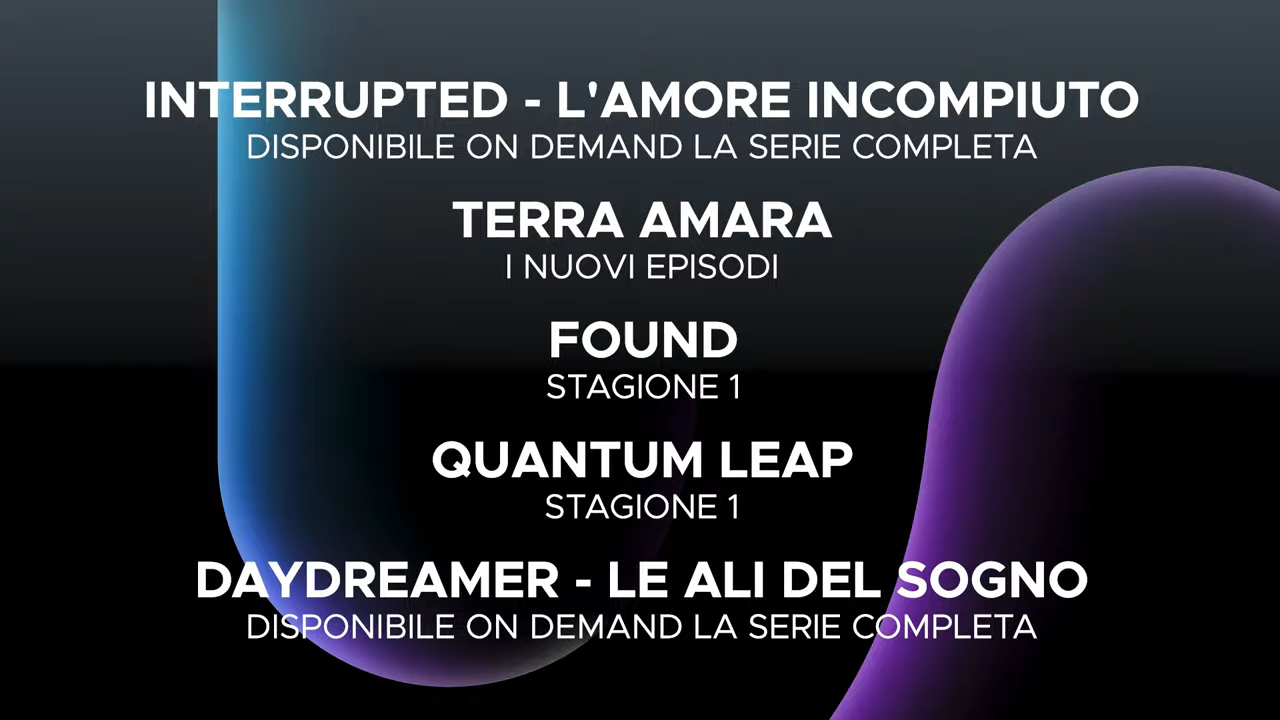 INTERRUPTED - L'AMORE INCOMPIUTO
DISPONIBILE ON DEMAND LA SERIE COMPLETA
TERRA AMARA
I NUOVI EPISODI
FOUND
STAGIONE 1
QUANTUM LEAP
STAGIONE 1
DAYDREAMER - LE ALI DEL SOGNO
DISPONIBILE ON DEMAND LA SERIE COMPLETA